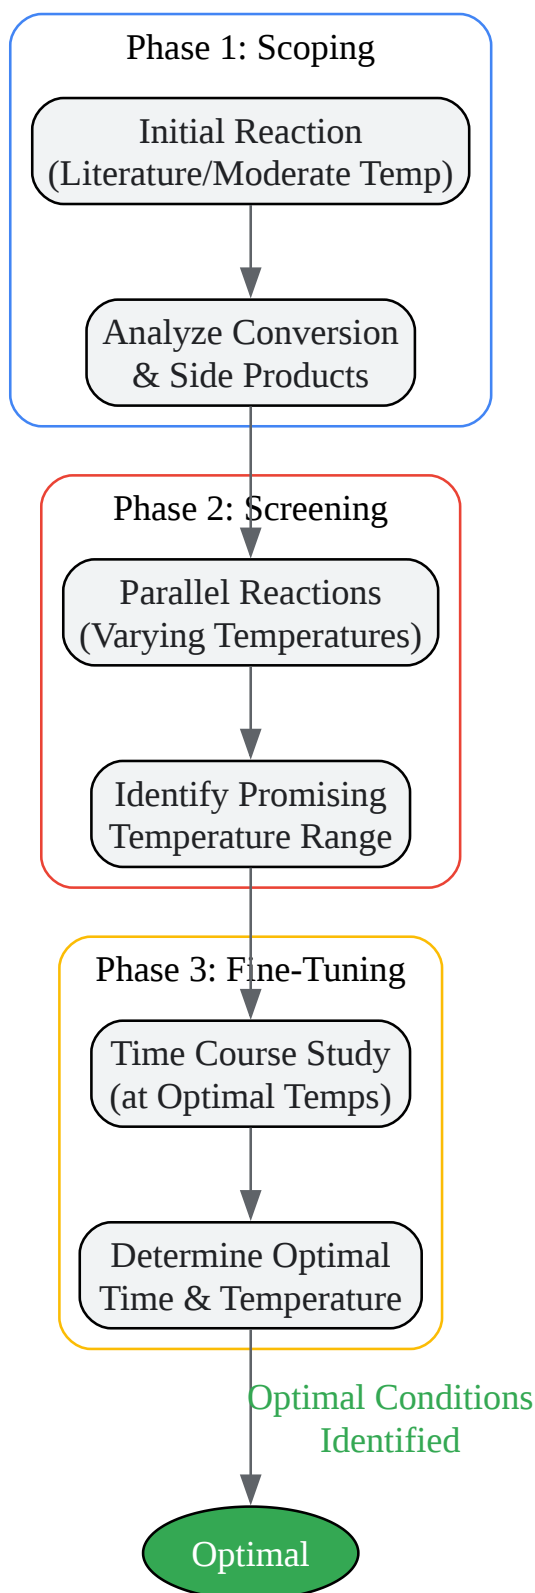 Phase 1: Scoping
Initial Reaction
(Literature/Moderate Temp)
Analyze Conversion
& Side Products
Phase 2: Screening
Parallel Reactions
(Varying Temperatures)
Identify Promising
Temperature Range
Phase 3: Fine-Tuning
Time Course Study
(at Optimal Temps)
Determine Optimal
Time & Temperature
Optimal Conditions
Identified
Optimal